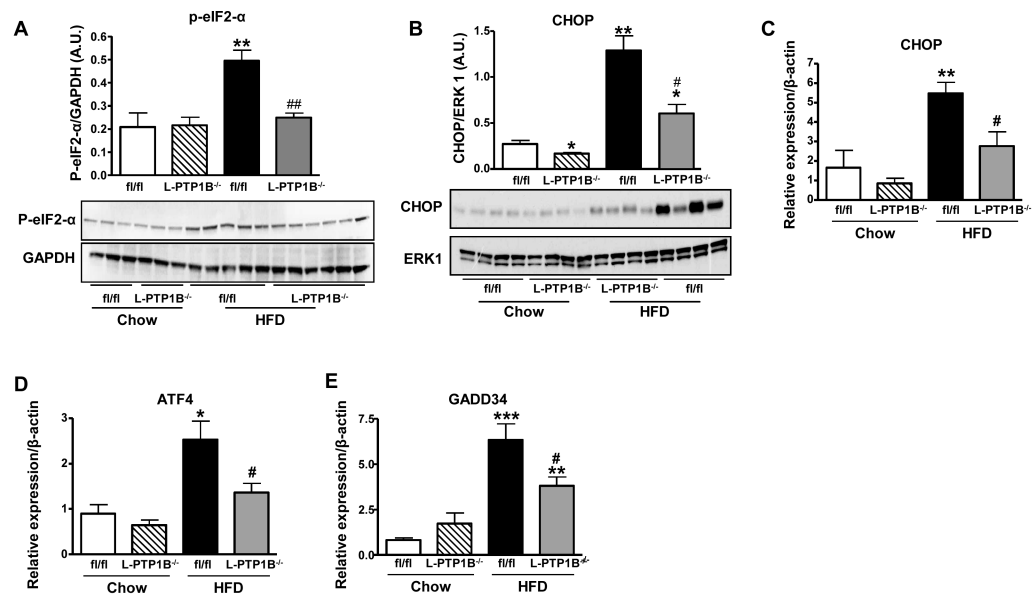 A
p-eIF2-α
P-eIF2-α/GAPDH (A.U.)
0.6
0.5
0.4
0.3
0.2
0.1
0.0
**
##
fl/fl L-PTP1B-/- fl/fl L-PTP1B-/-
P-eIF2-α
GAPDH
fl/fl L-PTP1B-/- fl/fl L-PTP1B-/-
Chow HFD
B
CHOP
CHOP/ERK 1 (A.U.)
1.5
1.0
0.5
0.0
*
**
#
*
fl/fl L-PTP1B-/- fl/fl L-PTP1B-/-
CHOP
ERK1
fl/fl L-PTP1B-/- L-PTP1B-/- fl/fl
Chow HFD
C
CHOP
Relative expression/β-actin
7
6
5
4
3
2
1
0
**
#
fl/fl L-PTP1B-/- fl/fl L-PTP1B-/-
Chow HFD
D
ATF4
Relative expression/β-actin
3
2
1
0
*
#
fl/fl L-PTP1B-/- fl/fl L-PTP1B-/-
Chow HFD
E
GADD34
Relative expression/β-actin
7.5
5.0
2.5
0.0
***
#
**
fl/fl L-PTP1B-/- fl/fl L-PTP1B-/-
Chow HFD